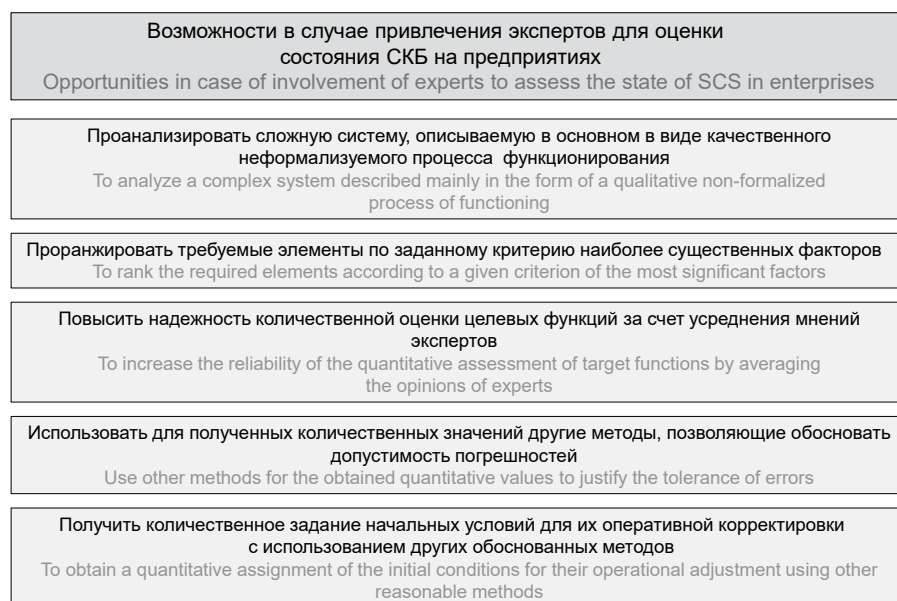 Возможности в случае привлечения экспертов для оценки
состояния СКБ на предприятиях
Opportunities in case of involvement of experts to assess the state of SCS in enterprises
Проанализировать сложную систему, описываемую в основном в виде качественного
неформализуемого процесса функционирования
To analyze a complex system described mainly in the form of a qualitative non-formalized
process of functioning
Проранжировать требуемые элементы по заданному критерию наиболее существенных факторов
To rank the required elements according to a given criterion of the most significant factors
Повысить надежность количественной оценки целевых функций за счет усреднения мнений
экспертов
To increase the reliability of the quantitative assessment of target functions by averaging
the opinions of experts
Использовать для полученных количественных значений другие методы, позволяющие обосновать
допустимость погрешностей
Use other methods for the obtained quantitative values to justify the tolerance of errors
Получить количественное задание начальных условий для их оперативной корректировки
с использованием других обоснованных методов
To obtain a quantitative assignment of the initial conditions for their operational adjustment using other
reasonable methods